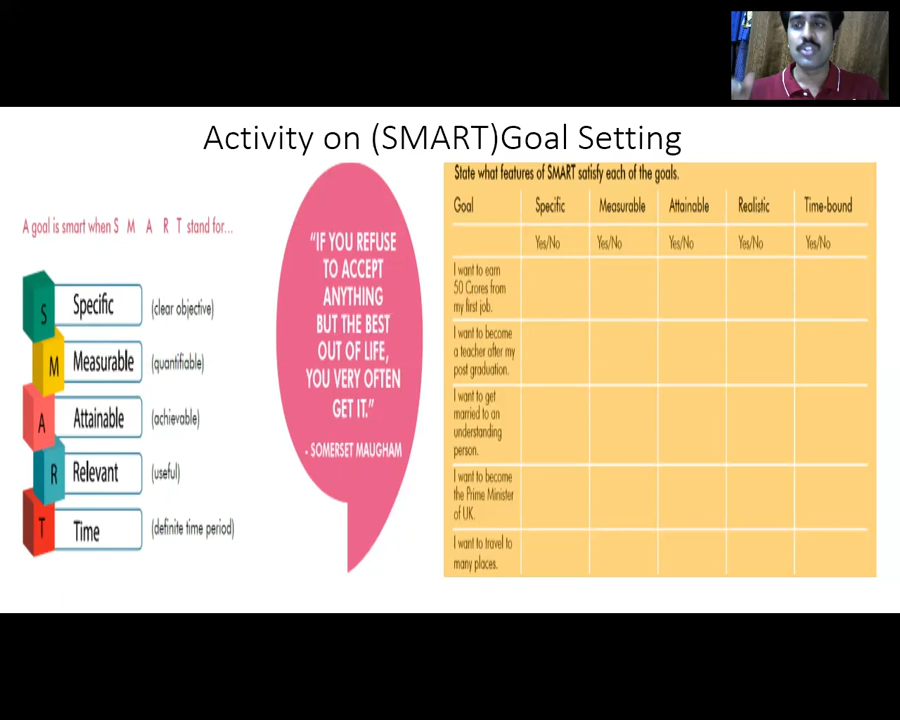 Activity on (SMART)Goal Setting
A goal is smart when S M A R T stand for...
S Specific (clear objective)
M Measurable (quantifiable)
A Attainable (achievable)
R Relevant (useful)
T Time (definite time period)
“IF YOU REFUSE
TO ACCEPT
ANYTHING
BUT THE BEST
OUT OF LIFE,
YOU VERY OFTEN
GET IT.”
- SOMERSET MAUGHAM
State what features of SMART satisfy each of the goals.
Goal Specific Measurable Attainable Realistic Time-bound
Yes/No Yes/No Yes/No Yes/No Yes/No
I want to earn
50 Crores from
my first job.
I want to become
a teacher after my
post graduation.
I want to get
married to an
understanding
person.
I want to become
the Prime Minister
of UK.
I want to travel to
many places.